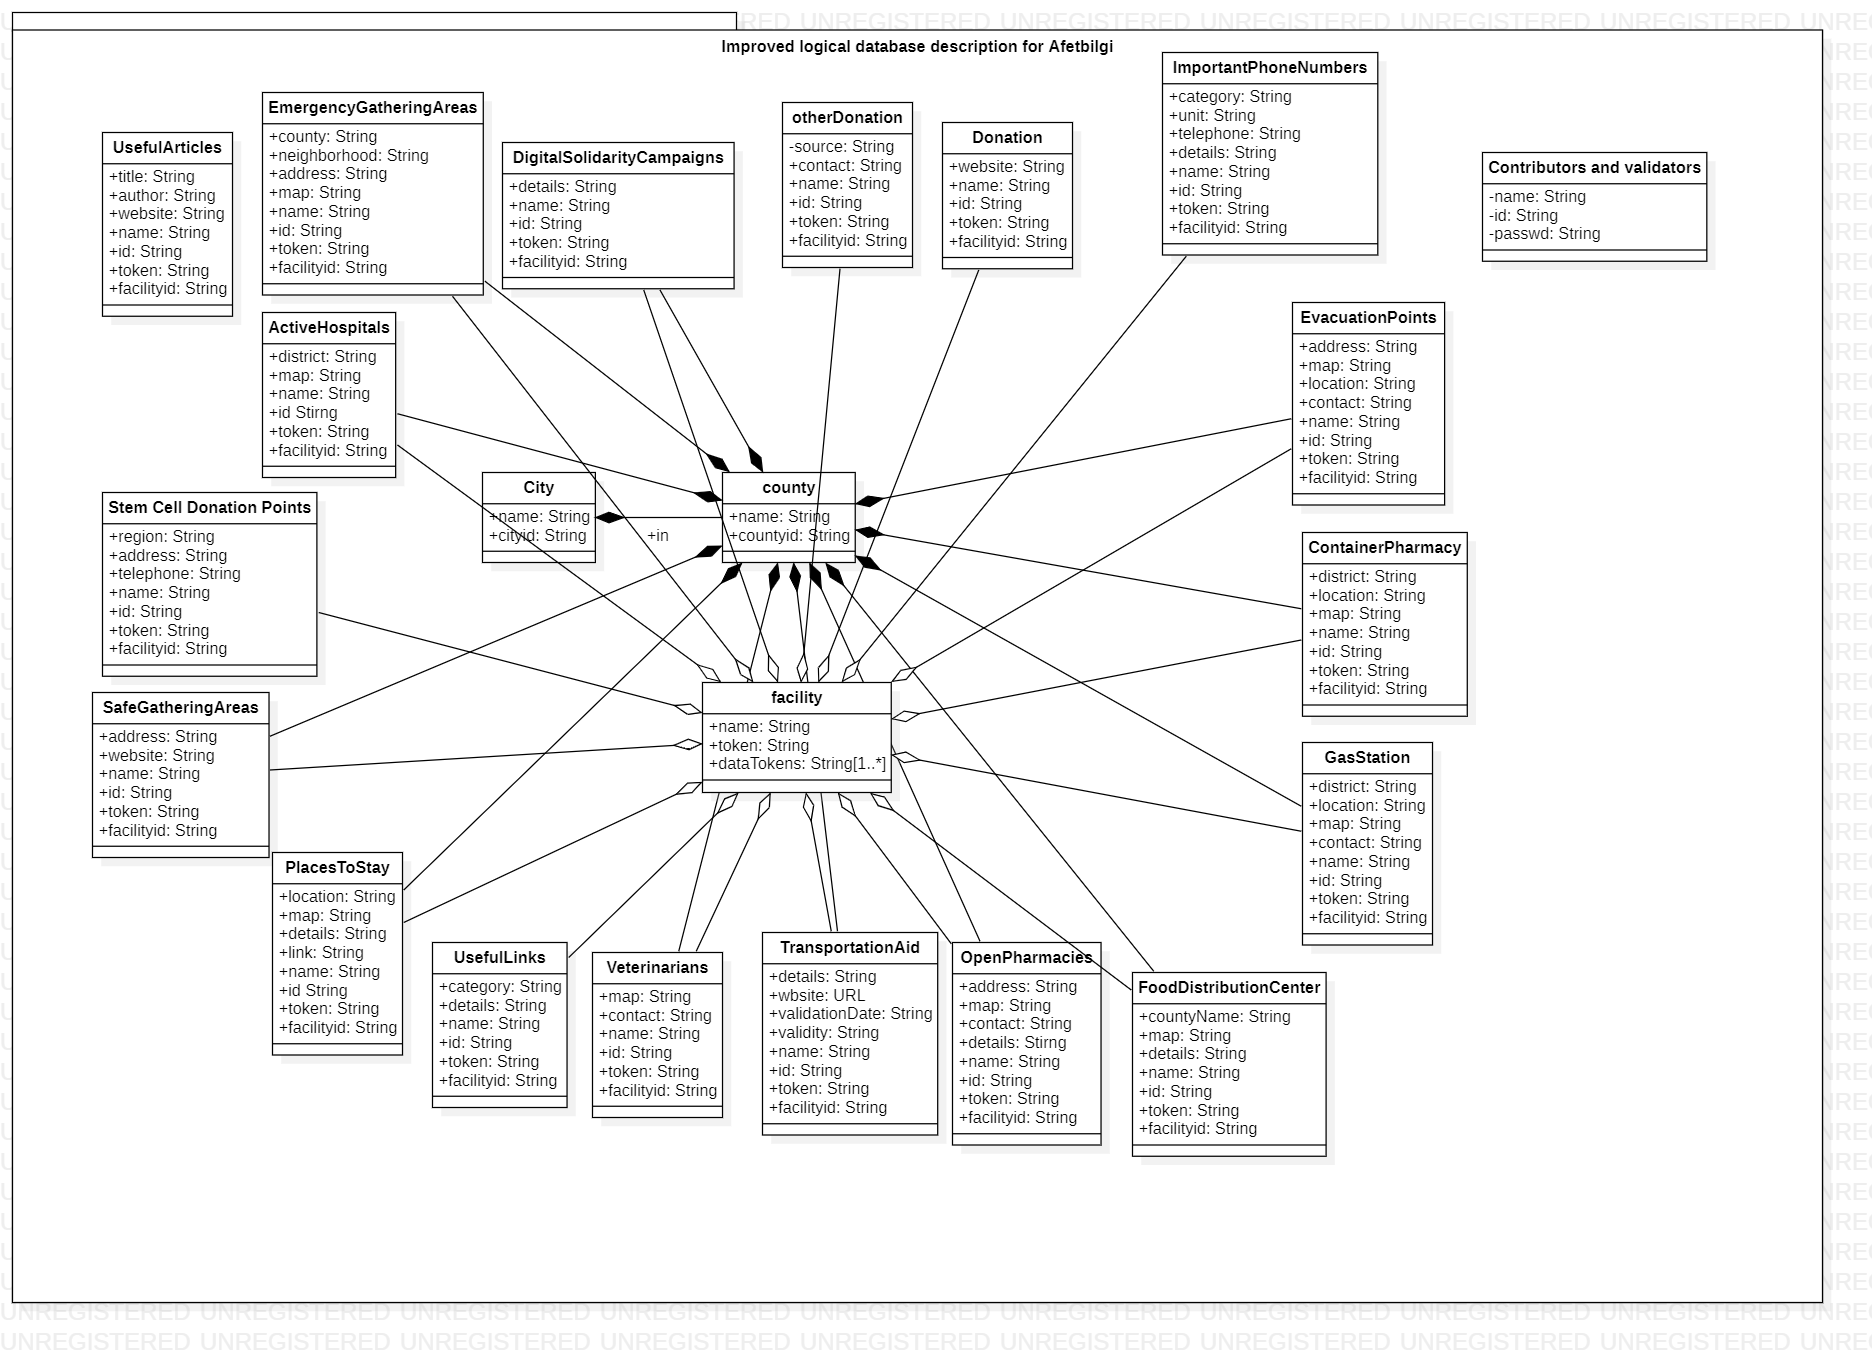 Improved logical database description for Afetbilgi
UsefulArticles
+title: String
+author: String
+website: String
+name: String
+id: String
+token: String
+facilityid: String
EmergencyGatheringAreas
+county: String
+neighborhood: String
+address: String
+map: String
+name: String
+id: String
+token: String
+facilityid: String
DigitalSolidarityCampaigns
+details: String
+name: String
+id: String
+token: String
+facilityid: String
otherDonation
-source: String
+contact: String
+name: String
+id: String
+token: String
+facilityid: String
Donation
+website: String
+name: String
+id: String
+token: String
+facilityid: String
ImportantPhoneNumbers
+category: String
+unit: String
+telephone: String
+details: String
+name: String
+id: String
+token: String
+facilityid: String
Contributors and validators
-name: String
-id: String
-passwd: String
ActiveHospitals
+district: String
+map: String
+name: String
+id Stirng
+token: String
+facilityid: String
EvacuationPoints
+address: String
+map: String
+location: String
+contact: String
+name: String
+id: String
+token: String
+facilityid: String
City
+name: String
+cityid: String
+in
county
+name: String
+countyid: String
Stem Cell Donation Points
+region: String
+address: String
+telephone: String
+name: String
+id: String
+token: String
+facilityid: String
ContainerPharmacy
+district: String
+location: String
+map: String
+name: String
+id: String
+token: String
+facilityid: String
SafeGatheringAreas
+address: String
+website: String
+name: String
+id: String
+token: String
+facilityid: String
facility
+name: String
+token: String
+dataTokens: String[1..*]
GasStation
+district: String
+location: String
+map: String
+contact: String
+name: String
+id: String
+token: String
+facilityid: String
PlacesToStay
+location: String
+map: String
+details: String
+link: String
+name: String
+id String
+token: String
+facilityid: String
UsefulLinks
+category: String
+details: String
+name: String
+id: String
+token: String
+facilityid: String
Veterinarians
+map: String
+contact: String
+name: String
+id: String
+token: String
+facilityid: String
TransportationAid
+details: String
+wbsite: URL
+validationDate: String
+validity: String
+name: String
+id: String
+token: String
+facilityid: String
OpenPharmacies
+address: String
+map: String
+contact: String
+details: Stirng
+name: String
+id: String
+token: String
+facilityid: String
FoodDistributionCenter
+countyName: String
+map: String
+details: String
+name: String
+id: String
+token: String
+facilityid: String
UNREGISTERED UNREGISTERED UNREGISTERED UNREGISTERED UNREGISTERED UNREGISTERED UNREGISTERED UNREGISTERED UNREGISTERED
UNREGISTERED UNREGISTERED UNREGISTERED UNREGISTERED UNREGISTERED UNREGISTERED UNREGISTERED UNREGISTERED UNREGISTERED